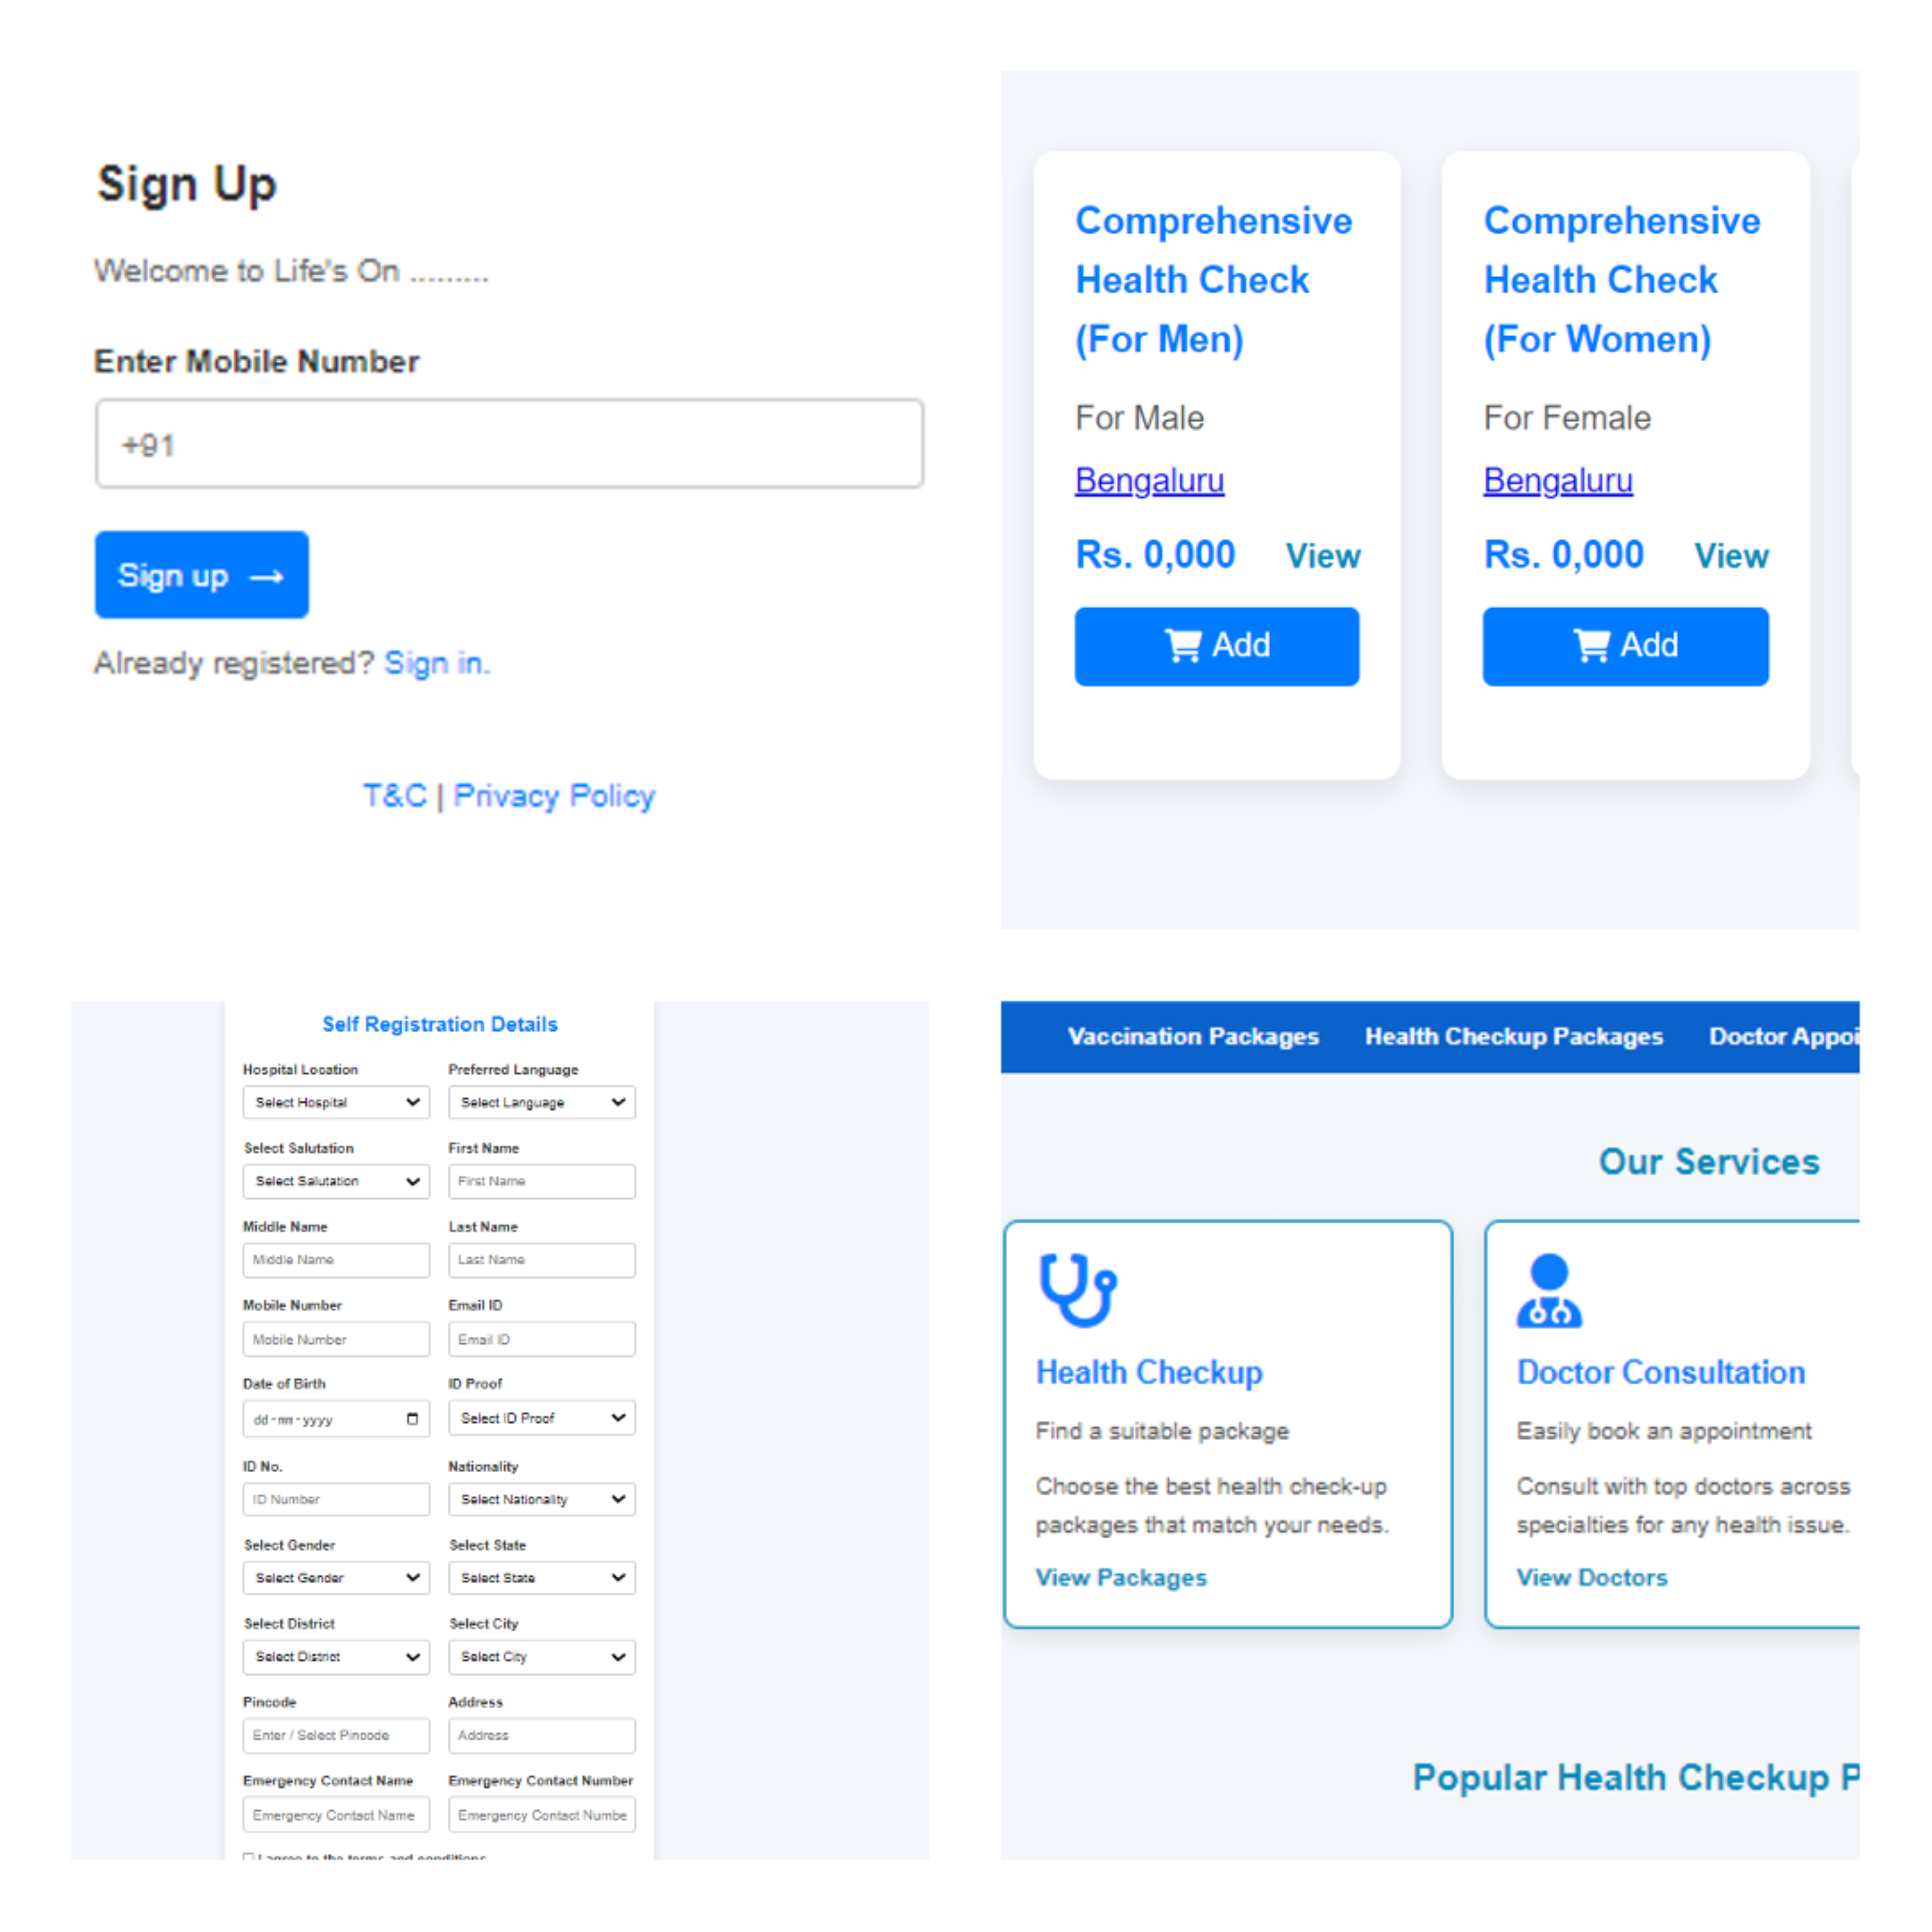 Sign Up
Welcome to Life's On .........
Enter Mobile Number
+91
Sign up →
Already registered? Sign in.
T&C | Privacy Policy
Comprehensive
Health Check
(For Men)
For Male
Bengaluru
Rs. 0,000 View
Add
Comprehensive
Health Check
(For Women)
For Female
Bengaluru
Rs. 0,000 View
Add
Self Registration Details
Hospital Location Preferred Language
Select Hospital Select Language
Select Salutation First Name
Select Salutation First Name
Middle Name Last Name
Middle Name Last Name
Mobile Number Email ID
Mobile Number Email ID
Date of Birth ID Proof
dd-mm-yyyy Select ID Proof
ID No. Nationality
ID Number Select Nationality
Select Gender Select State
Select Gender Select State
Select District Select City
Select District Select City
Pincode Address
Enter / Select Pincode Address
Emergency Contact Name Emergency Contact Number
Emergency Contact Name Emergency Contact Numbe
I agree to the terms and conditions
Vaccination Packages Health Checkup Packages Doctor Appoi
Our Services
Health Checkup
Find a suitable package
Choose the best health check-up
packages that match your needs.
View Packages
Doctor Consultation
Easily book an appointment
Consult with top doctors across
specialties for any health issue.
View Doctors
Popular Health Checkup P